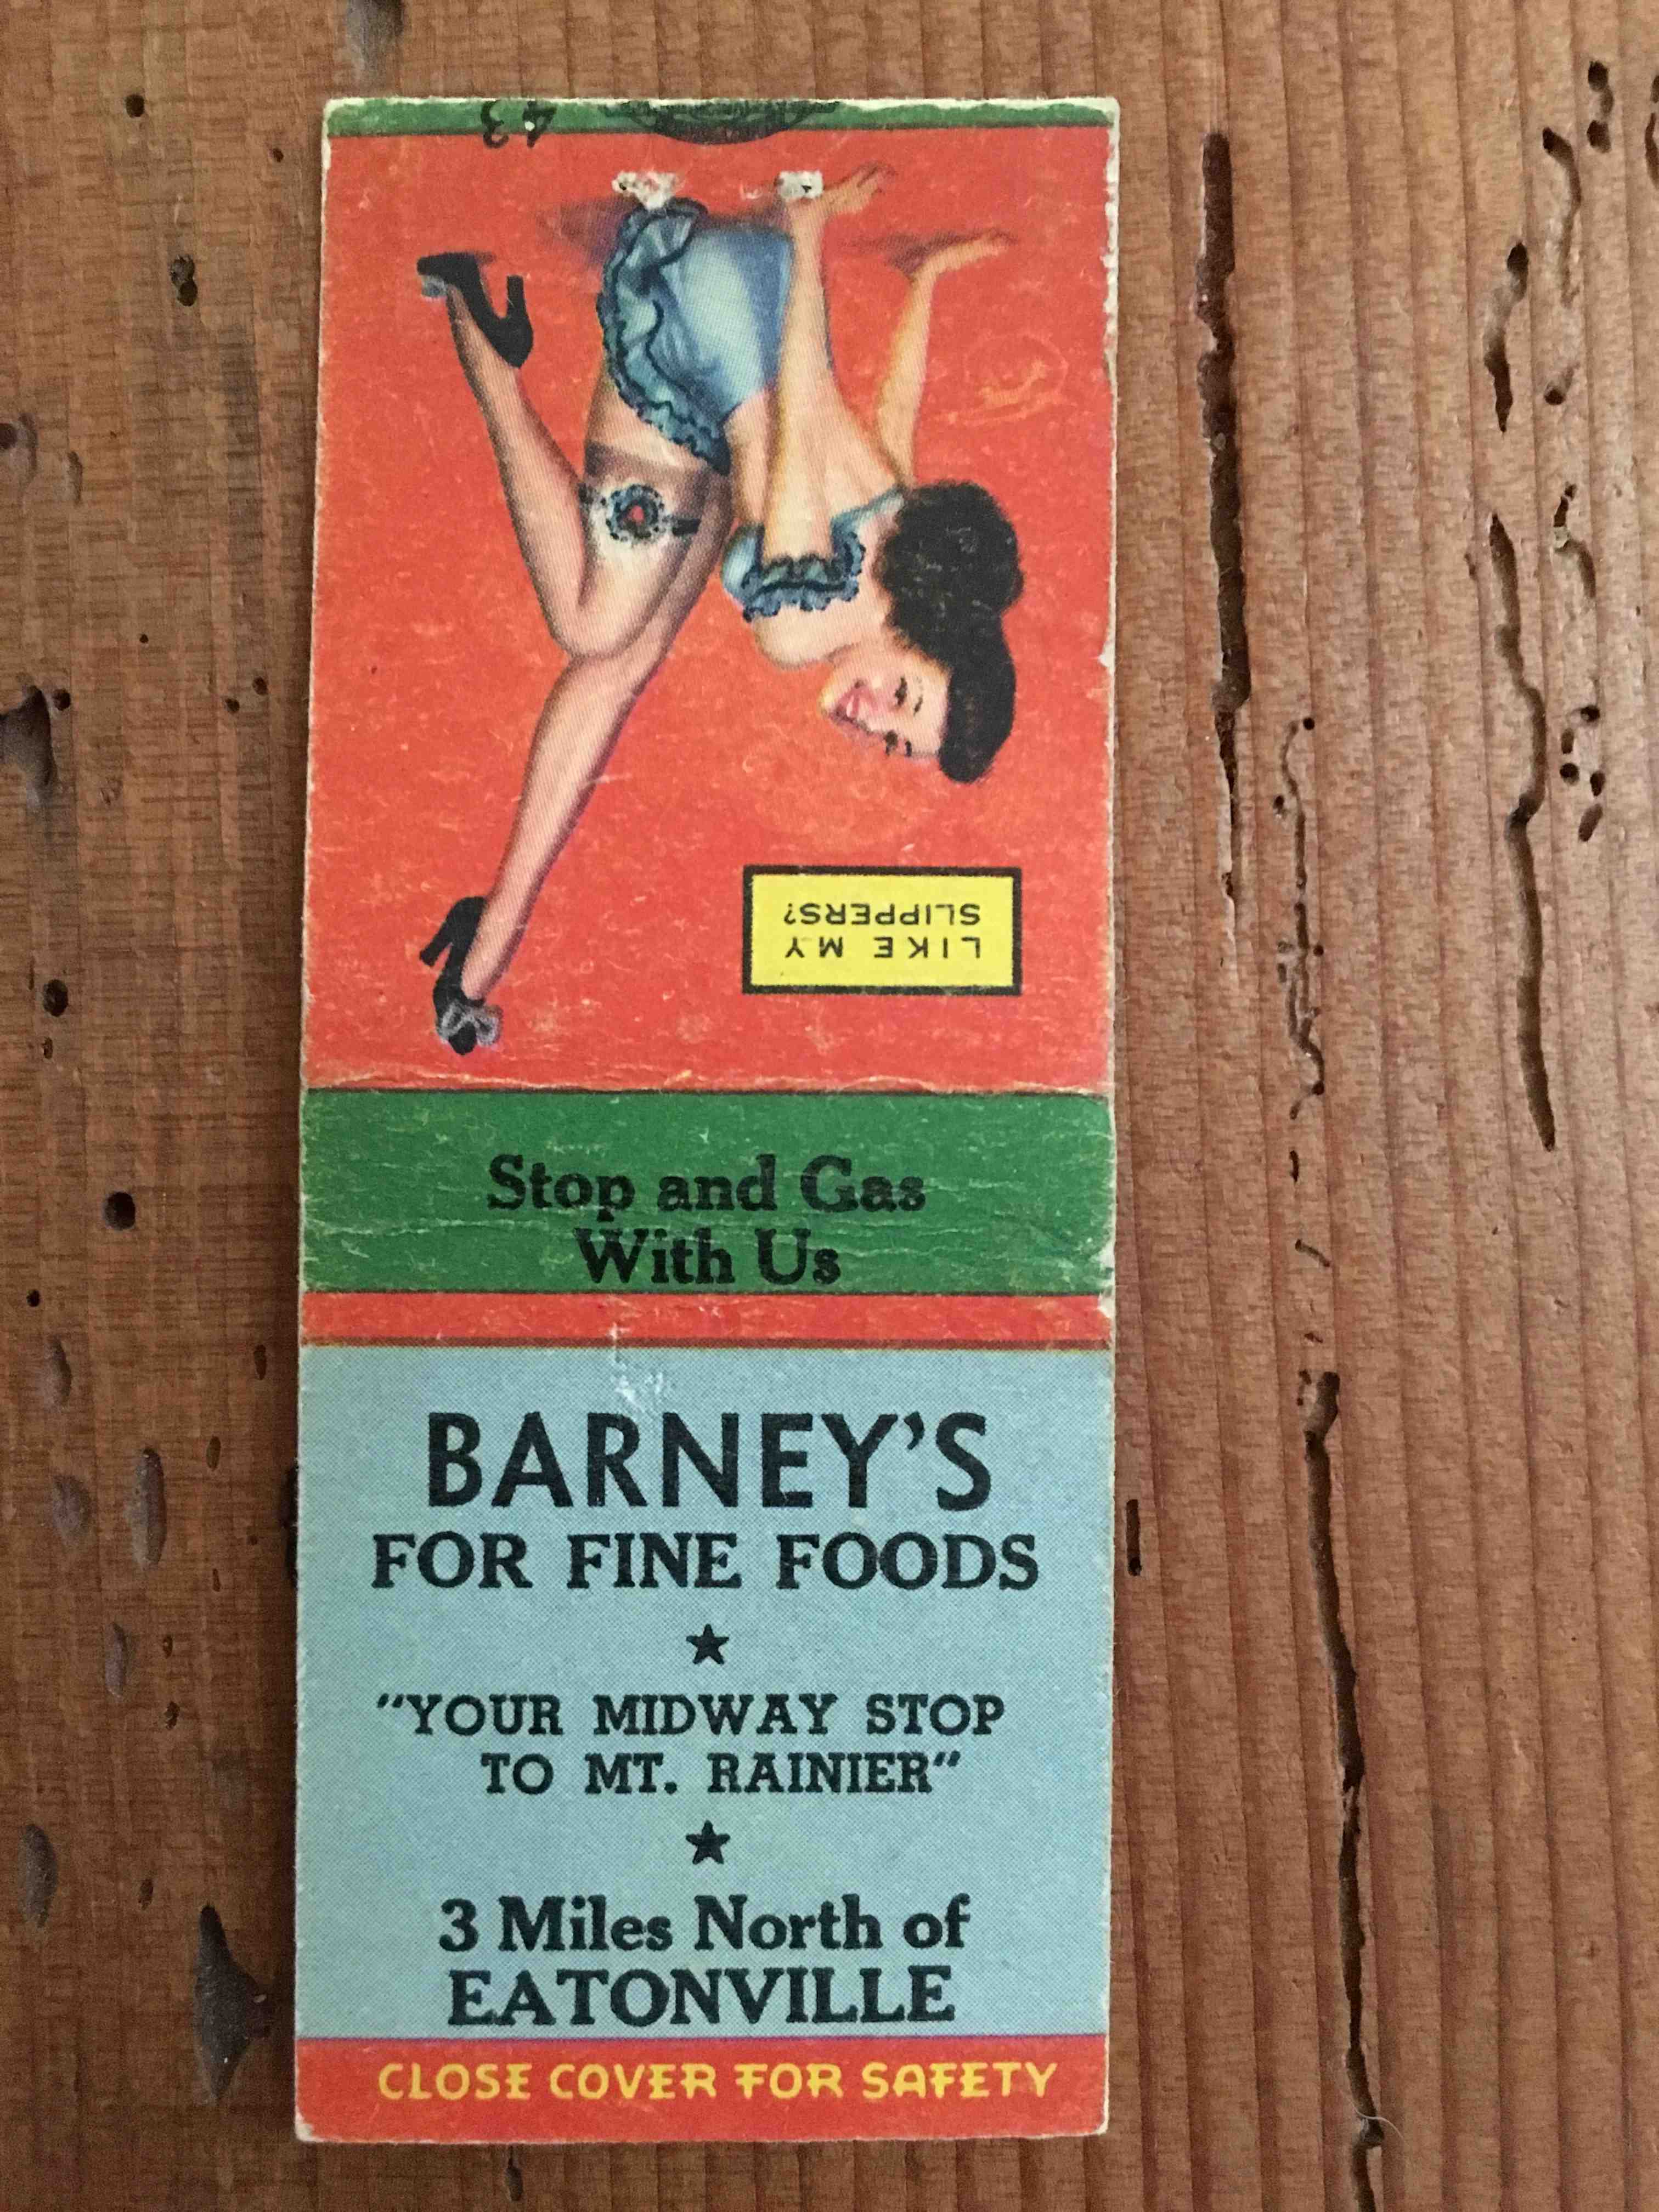 43
LIKE MY
SLIPPERS?
Stop and Gas
With Us
BARNEY'S
FOR FINE FOODS
"YOUR MIDWAY STOP
TO MT. RAINIER"
3 Miles North of
EATONVILLE
CLOSE COVER FOR SAFETY